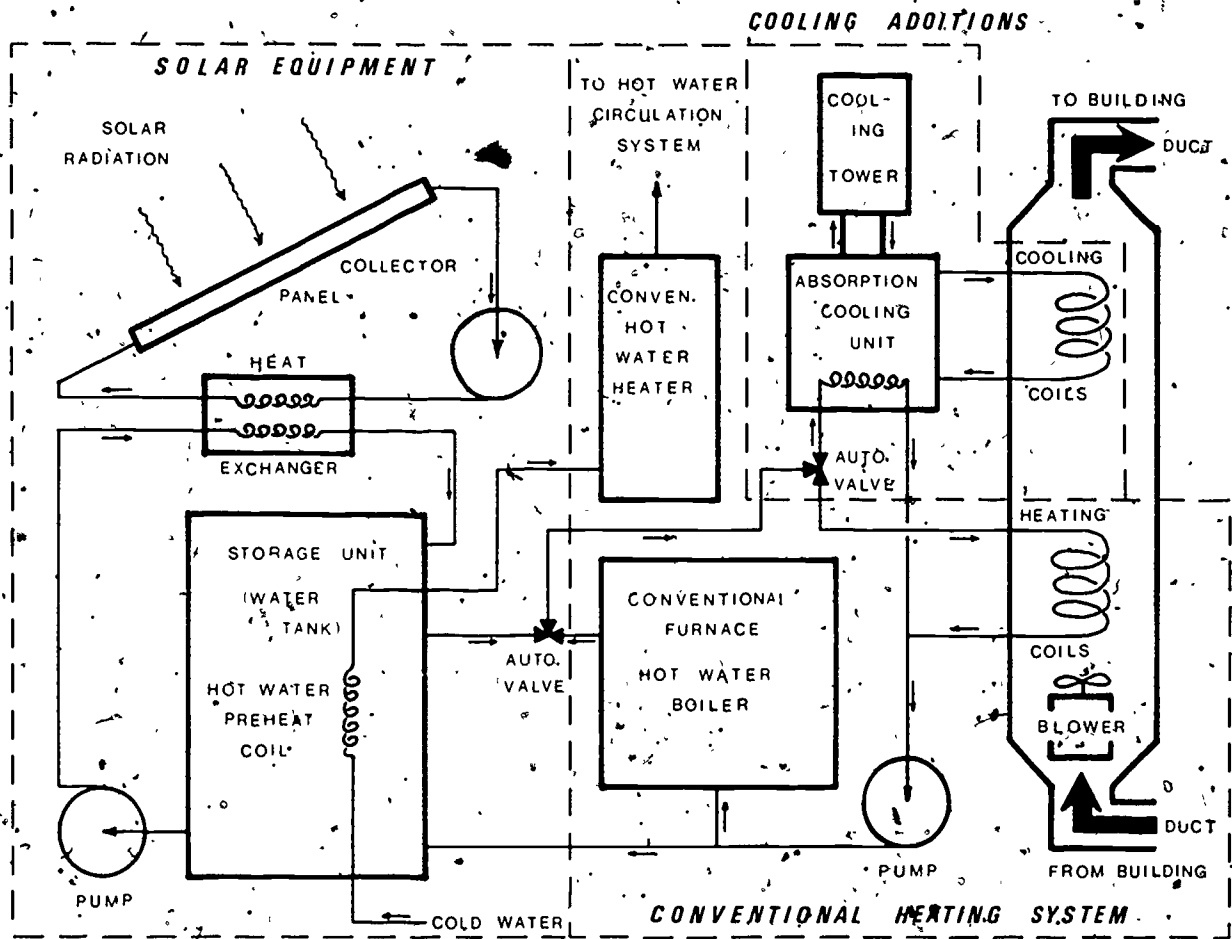 COOLING ADDITIONS
SOLAR EQUIPMENT
TO HOT WATER
CIRCULATION
SYSTEM
COOL-
ING
TOWER
TO BUILDING
DUCT
SOLAR
RADIATION
COLLECTOR
PANEL
HEAT
EXCHANGER
CONVEN.
HOT
WATER
HEATER
ABSORPTION
COOLING
UNIT
COOLING
COILS
AUTO.
VALVE
HEATING
COILS
STORAGE UNIT
(WATER
TANK)
HOT WATER
PREHEAT
COIL
AUTO.
VALVE
CONVENTIONAL
FURNACE
HOT WATER
BOILER
BLOWER
DUCT
FROM BUILDING
PUMP
PUMP
COLD WATER
CONVENTIONAL HEATING SYSTEM